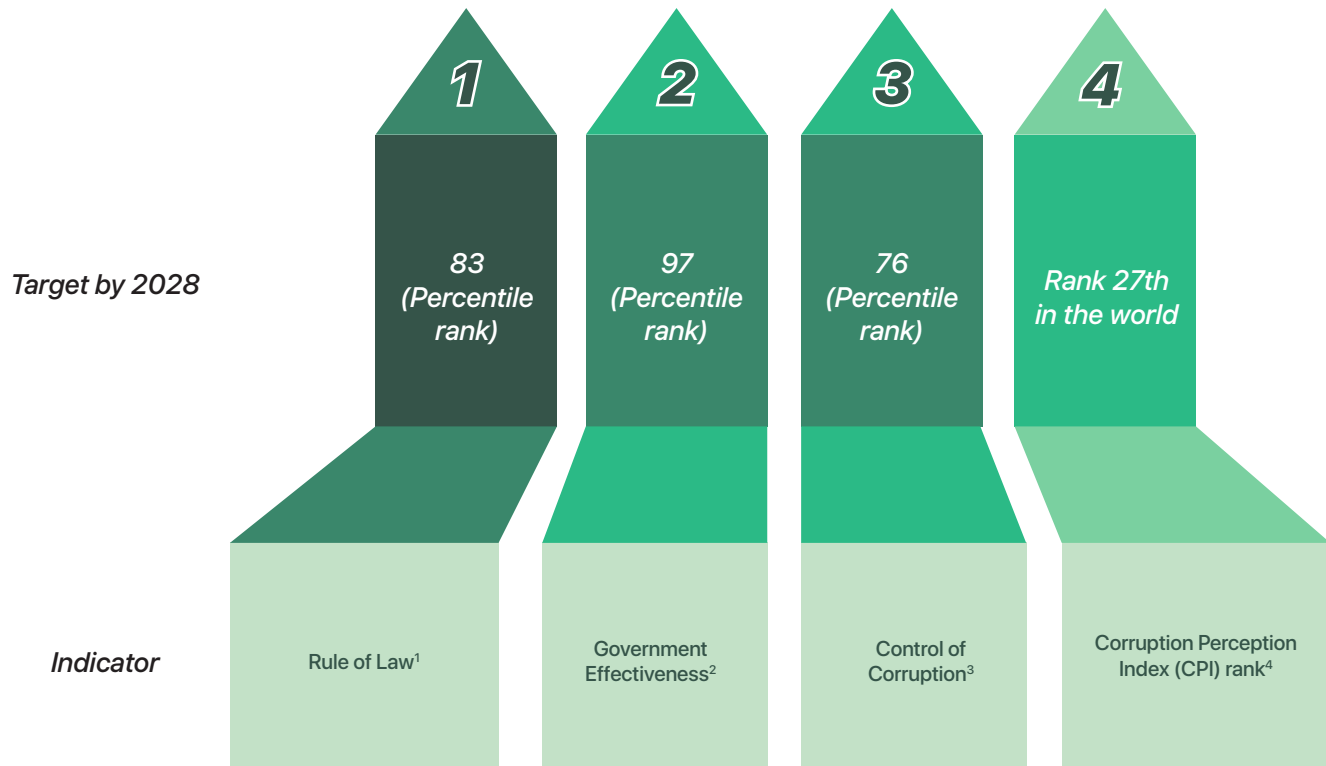 1
2
3
4
Target by 2028
83
(Percentile
rank)
97
(Percentile
rank)
76
(Percentile
rank)
Rank 27th
in the world
Indicator
Rule of Law¹
Government
Effectiveness²
Control of
Corruption³
Corruption Perception
Index (CPI) rank⁴